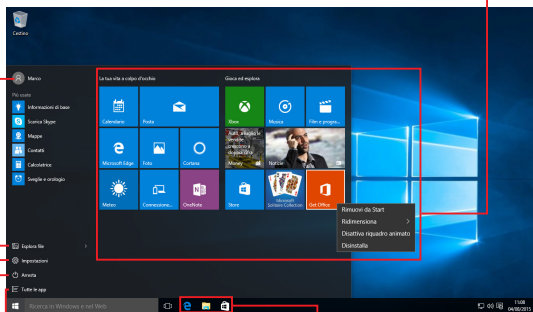 Cestino
Marco
Più usate
Informazioni di base
Scarica Skype
Mappe
Contatti
Calcolatrice
Sveglie e orologio
Esplora file
Impostazioni
Arresta
Tutte le app
La tua vita a colpo d'occhio
Calendario
Posta
Microsoft Edge
Foto
Cortana
Meteo
Connessione...
OneNote
Gioca ed esplora
Xbox
Musica
Film e progra...
Money
Notizie
Store
Microsoft
Solitaire Collection
Get Office
Rimuovi da Start
Ridimensiona
Disattiva riquadro animato
Disinstalla
Ricerca in Windows e nel Web
11:08
04/08/2015